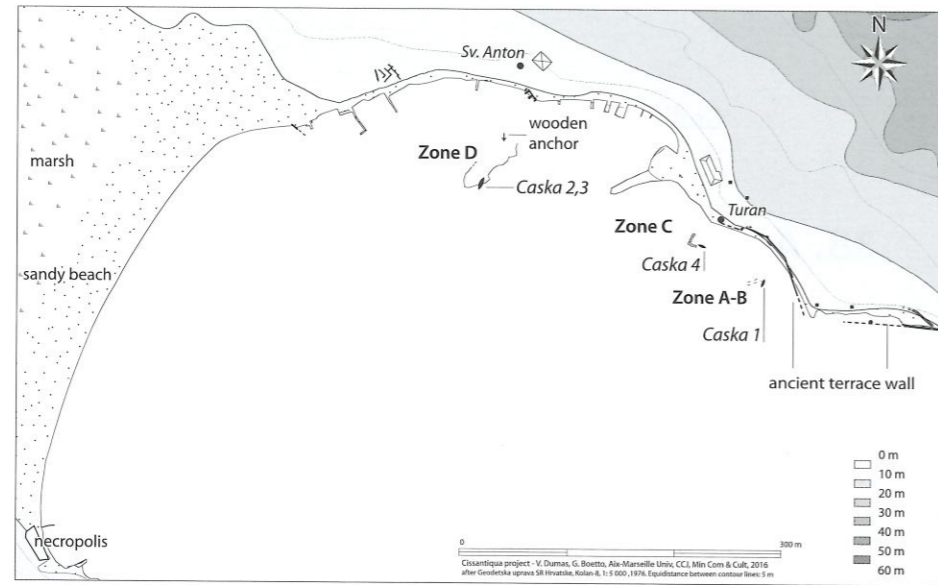 N
Sv. Anton
wooden
anchor
Zone D
Caska 2,3
marsh
Turan
Zone C
Caska 4
sandy beach
Zone A-B
Caska 1
ancient terrace wall
0 m
10 m
20 m
30 m
40 m
50 m
60 m
necropolis
0
300 m
Cissantiqua project - V. Dumas, G. Boetto, Aix-Marseille Univ, CCJ, Min Com & Cult, 2016
after Geodetska uprava SR Hrvatske, Kolan-8, 1: 5 000 ,1976. Equidistance between contour lines: 5 m